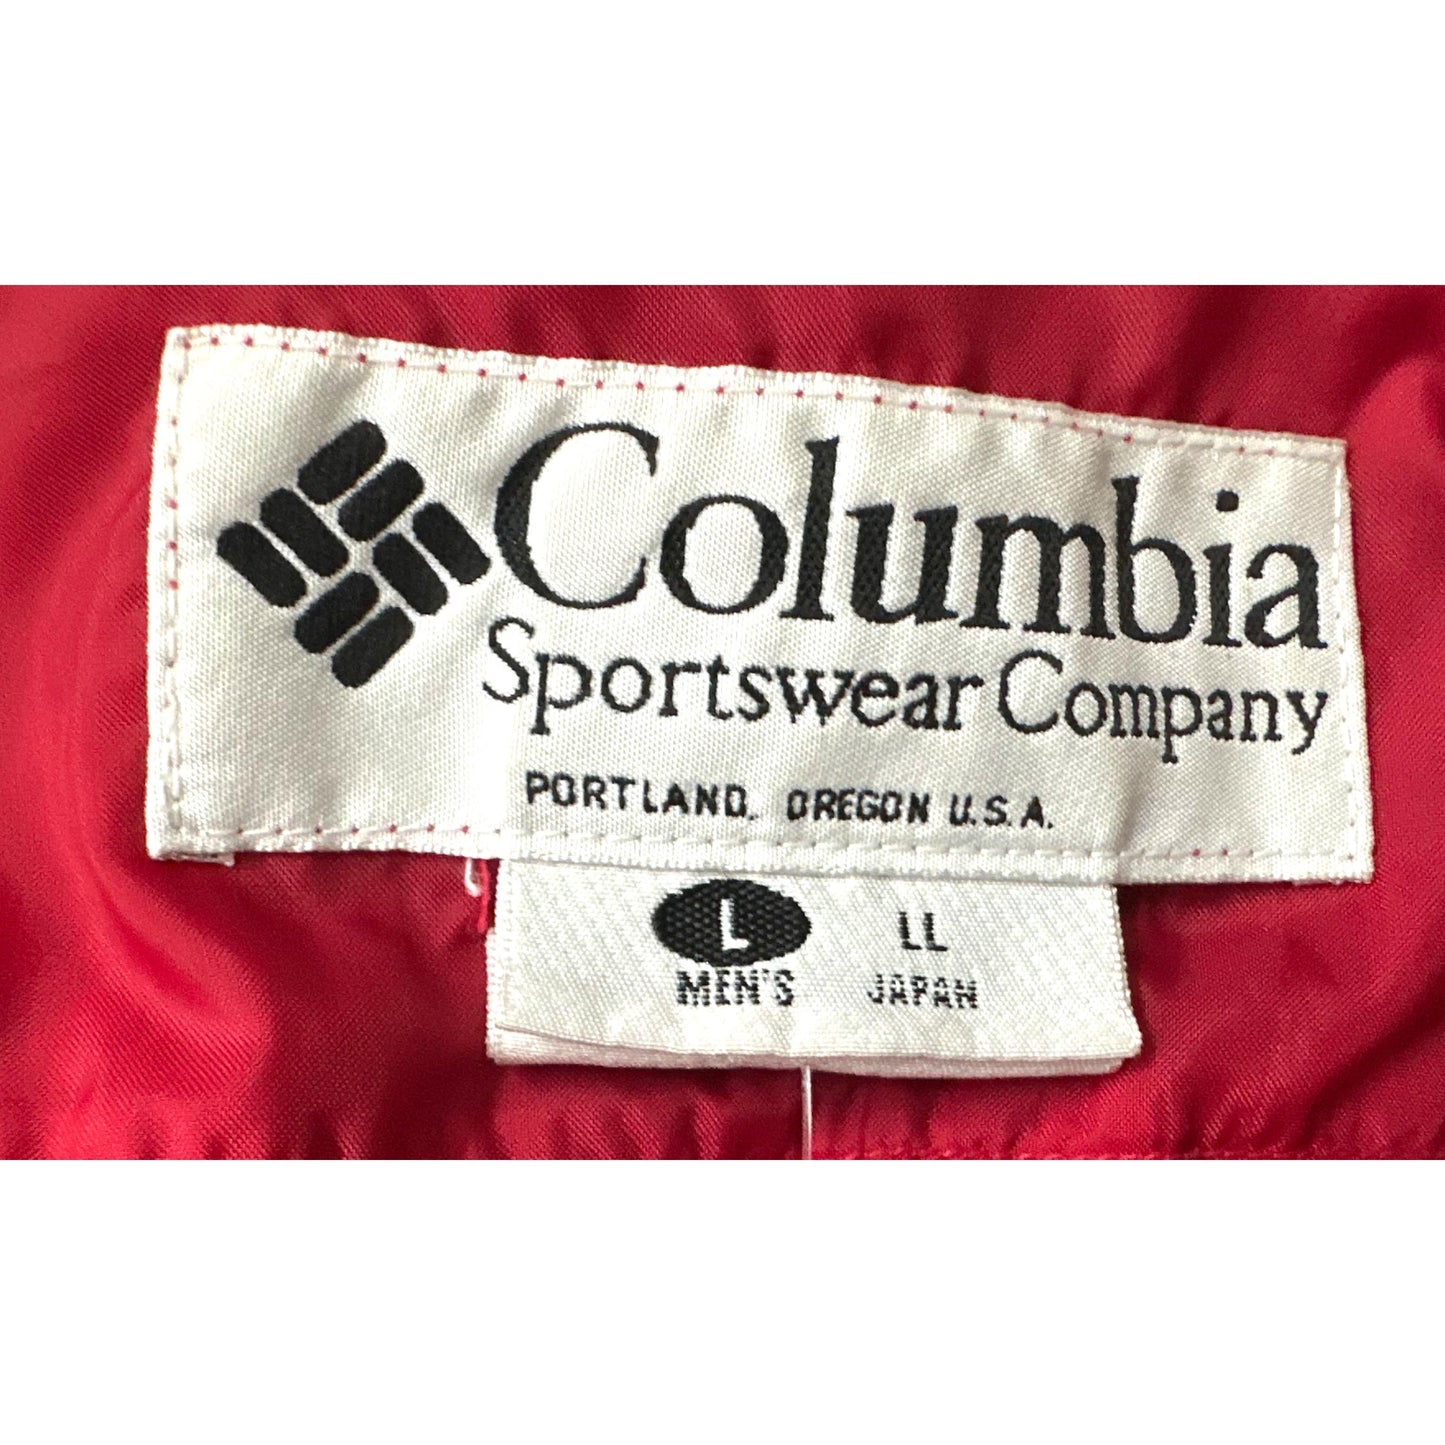 Columbia
Sportswear Company
PORTLAND, OREGON U.S.A.
L LL
MEN'S JAPAN